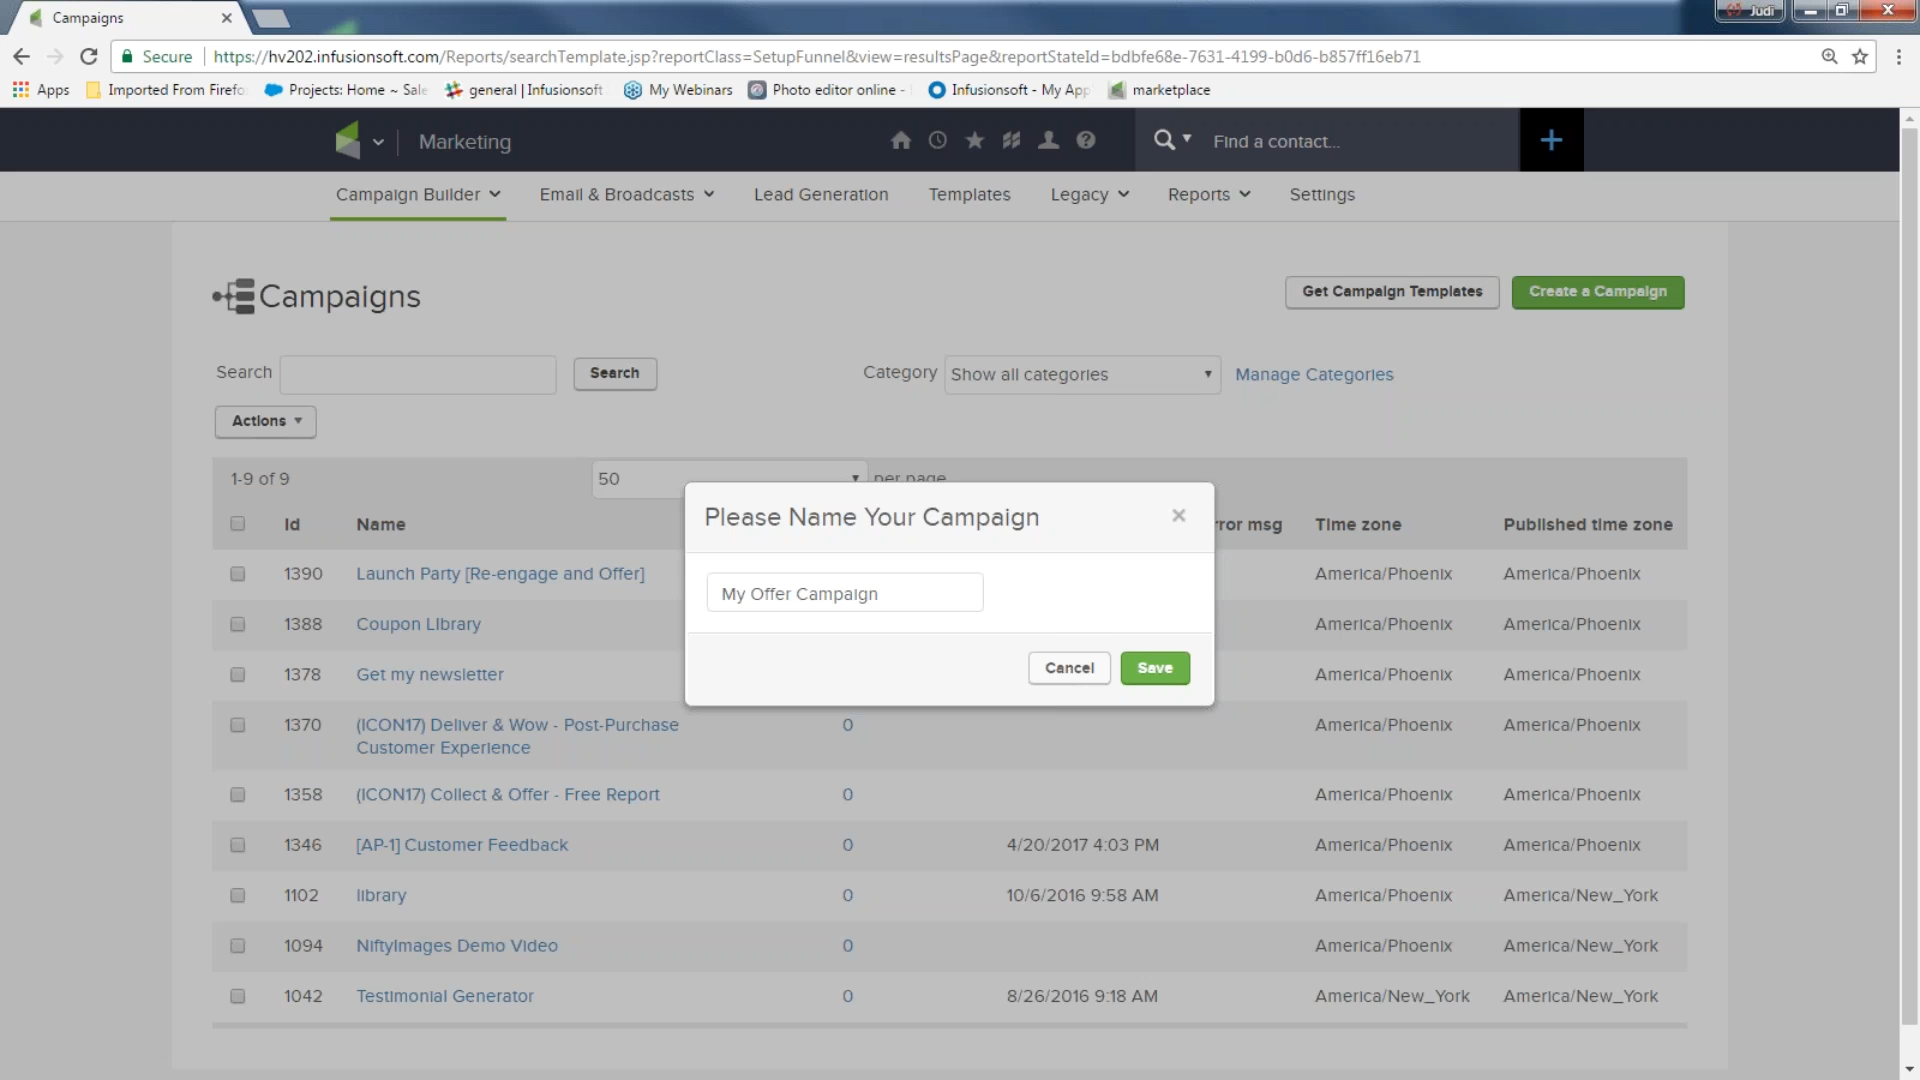 Campaigns
Judi
Secure https://hv202.infusionsoft.com/Reports/searchTemplate.jsp?reportClass=SetupFunnel&view=resultsPage&reportStateId=bdbfe68e-7631-4199-b0d6-b857ff16eb71
Apps Imported From Firefo Projects: Home ~ Sale general | Infusionsoft My Webinars Photo editor online - Infusionsoft - My App marketplace
Marketing Find a contact...
Campaign Builder Email & Broadcasts Lead Generation Templates Legacy Reports Settings
Campaigns Get Campaign Templates Create a Campaign
Search Search Category Show all categories Manage Categories
Actions
1-9 of 9 50 per page
Please Name Your Campaign
Id Name rror msg Time zone Published time zone
1390 Launch Party [Re-engage and Offer] America/Phoenix America/Phoenix
My Offer Campaign
1388 Coupon Library America/Phoenix America/Phoenix
1378 Get my newsletter America/Phoenix America/Phoenix
Cancel Save
1370 (ICON17) Deliver & Wow - Post-Purchase 0 America/Phoenix America/Phoenix
Customer Experience
1358 (ICON17) Collect & Offer - Free Report 0 America/Phoenix America/Phoenix
1346 [AP-1] Customer Feedback 0 4/20/2017 4:03 PM America/Phoenix America/Phoenix
1102 library 0 10/6/2016 9:58 AM America/Phoenix America/New_York
1094 NiftyImages Demo Video 0 America/Phoenix America/New_York
1042 Testimonial Generator 0 8/26/2016 9:18 AM America/New_York America/New_York